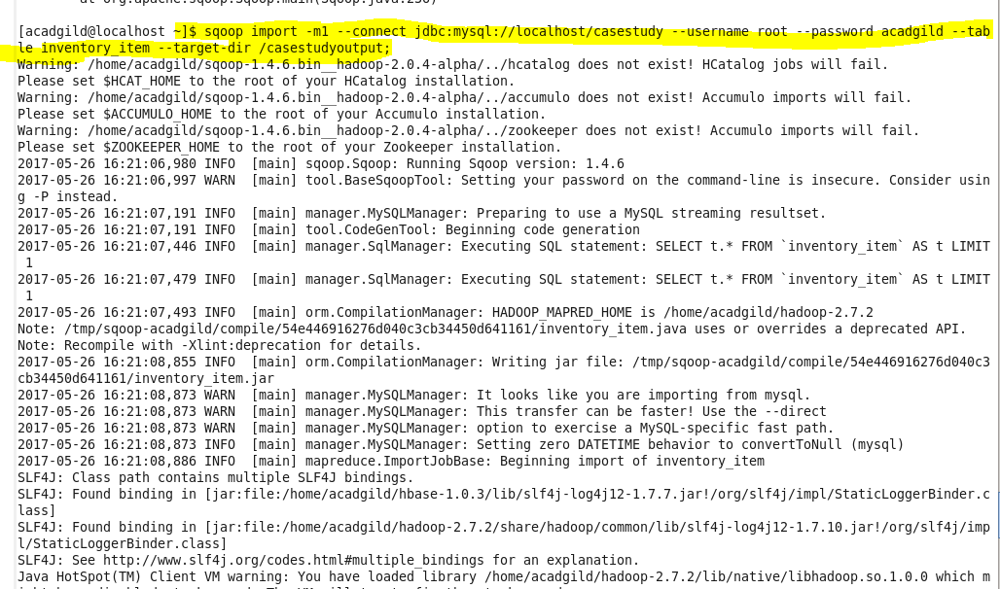 at org.apache.sqoop.Sqoop.main(Sqoop.java:236)
[acadgild@localhost ~]$ sqoop import -m1 --connect jdbc:mysql://localhost/casestudy --username root --password acadgild --tab
le inventory_item --target-dir /casestudyoutput;
Warning: /home/acadgild/sqoop-1.4.6.bin__hadoop-2.0.4-alpha/../hcatalog does not exist! HCatalog jobs will fail.
Please set $HCAT_HOME to the root of your HCatalog installation.
Warning: /home/acadgild/sqoop-1.4.6.bin__hadoop-2.0.4-alpha/../accumulo does not exist! Accumulo imports will fail.
Please set $ACCUMULO_HOME to the root of your Accumulo installation.
Warning: /home/acadgild/sqoop-1.4.6.bin__hadoop-2.0.4-alpha/../zookeeper does not exist! Accumulo imports will fail.
Please set $ZOOKEEPER_HOME to the root of your Zookeeper installation.
2017-05-26 16:21:06,980 INFO  [main] sqoop.Sqoop: Running Sqoop version: 1.4.6
2017-05-26 16:21:06,997 WARN  [main] tool.BaseSqoopTool: Setting your password on the command-line is insecure. Consider usin
g -P instead.
2017-05-26 16:21:07,191 INFO  [main] manager.MySQLManager: Preparing to use a MySQL streaming resultset.
2017-05-26 16:21:07,191 INFO  [main] tool.CodeGenTool: Beginning code generation
2017-05-26 16:21:07,446 INFO  [main] manager.SqlManager: Executing SQL statement: SELECT t.* FROM `inventory_item` AS t LIMIT
 1
2017-05-26 16:21:07,479 INFO  [main] manager.SqlManager: Executing SQL statement: SELECT t.* FROM `inventory_item` AS t LIMIT
 1
2017-05-26 16:21:07,493 INFO  [main] orm.CompilationManager: HADOOP_MAPRED_HOME is /home/acadgild/hadoop-2.7.2
Note: /tmp/sqoop-acadgild/compile/54e446916276d040c3cb34450d641161/inventory_item.java uses or overrides a deprecated API.
Note: Recompile with -Xlint:deprecation for details.
2017-05-26 16:21:08,855 INFO  [main] orm.CompilationManager: Writing jar file: /tmp/sqoop-acadgild/compile/54e446916276d040c3
cb34450d641161/inventory_item.jar
2017-05-26 16:21:08,873 WARN  [main] manager.MySQLManager: It looks like you are importing from mysql.
2017-05-26 16:21:08,873 WARN  [main] manager.MySQLManager: This transfer can be faster! Use the --direct
2017-05-26 16:21:08,873 WARN  [main] manager.MySQLManager: option to exercise a MySQL-specific fast path.
2017-05-26 16:21:08,873 INFO  [main] manager.MySQLManager: Setting zero DATETIME behavior to convertToNull (mysql)
2017-05-26 16:21:08,886 INFO  [main] mapreduce.ImportJobBase: Beginning import of inventory_item
SLF4J: Class path contains multiple SLF4J bindings.
SLF4J: Found binding in [jar:file:/home/acadgild/hbase-1.0.3/lib/slf4j-log4j12-1.7.7.jar!/org/slf4j/impl/StaticLoggerBinder.c
lass]
SLF4J: Found binding in [jar:file:/home/acadgild/hadoop-2.7.2/share/hadoop/common/lib/slf4j-log4j12-1.7.10.jar!/org/slf4j/imp
l/StaticLoggerBinder.class]
SLF4J: See http://www.slf4j.org/codes.html#multiple_bindings for an explanation.
Java HotSpot(TM) Client VM warning: You have loaded library /home/acadgild/hadoop-2.7.2/lib/native/libhadoop.so.1.0.0 which m